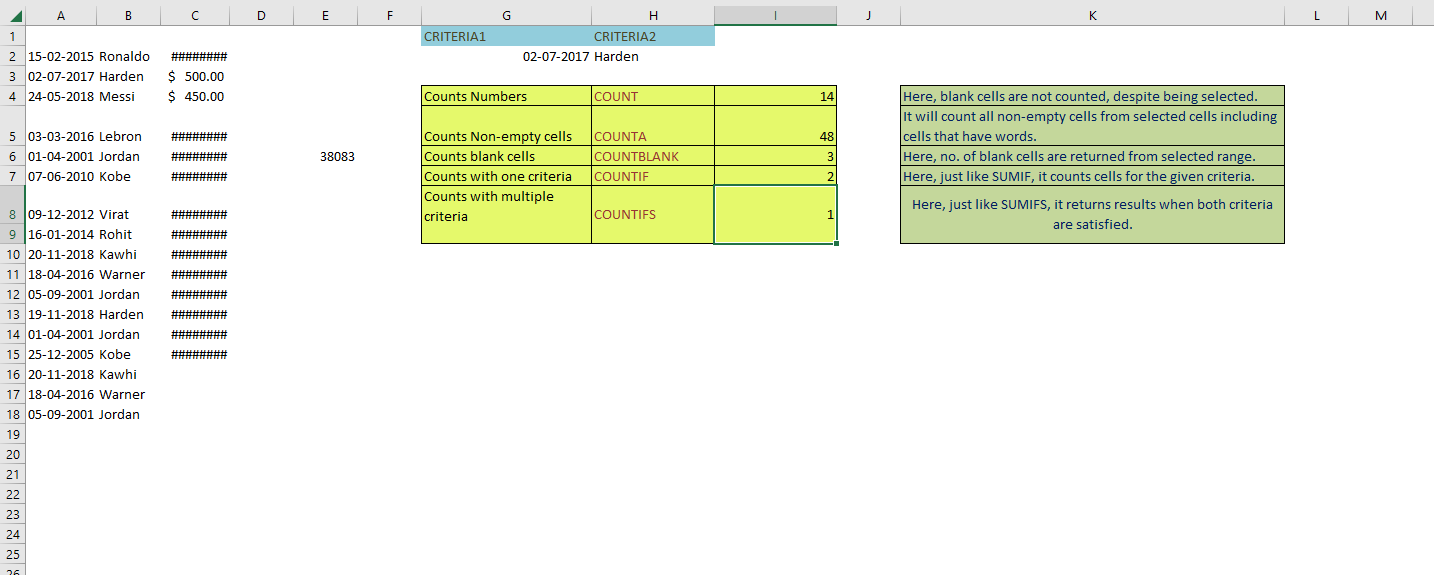 A B C D E F G H I J K L M
1 CRITERIA1 CRITERIA2
2 15-02-2015 Ronaldo ######## 02-07-2017 Harden
3 02-07-2017 Harden $ 500.00
4 24-05-2018 Messi $ 450.00 Counts Numbers COUNT 14 Here, blank cells are not counted, despite being selected.
It will count all non-empty cells from selected cells including
5 03-03-2016 Lebron ######## Counts Non-empty cells COUNTA 48 cells that have words.
6 01-04-2001 Jordan ######## 38083 Counts blank cells COUNTBLANK 3 Here, no. of blank cells are returned from selected range.
7 07-06-2010 Kobe ######## Counts with one criteria COUNTIF 2 Here, just like SUMIF, it counts cells for the given criteria.
Counts with multiple
Here, just like SUMIFS, it returns results when both criteria
8 09-12-2012 Virat ######## criteria COUNTIFS 1
are satisfied.
9 16-01-2014 Rohit ########
10 20-11-2018 Kawhi ########
11 18-04-2016 Warner ########
12 05-09-2001 Jordan ########
13 19-11-2018 Harden ########
14 01-04-2001 Jordan ########
15 25-12-2005 Kobe ########
16 20-11-2018 Kawhi
17 18-04-2016 Warner
18 05-09-2001 Jordan
19
20
21
22
23
24
25
26